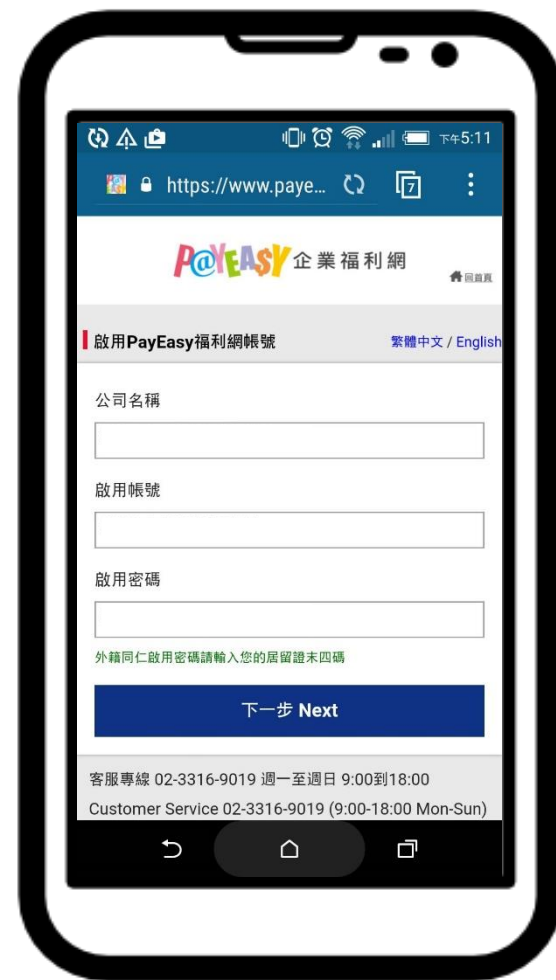 下午5:11
https://www.paye...
7
P@YEASY 企業福利網
回首頁
啟用PayEasy福利網帳號
繁體中文 / English
公司名稱
啟用帳號
啟用密碼
外籍同仁啟用密碼請輸入您的居留證末四碼
下一步 Next
客服專線 02-3316-9019 週一至週日 9:00到18:00
Customer Service 02-3316-9019 (9:00-18:00 Mon-Sun)